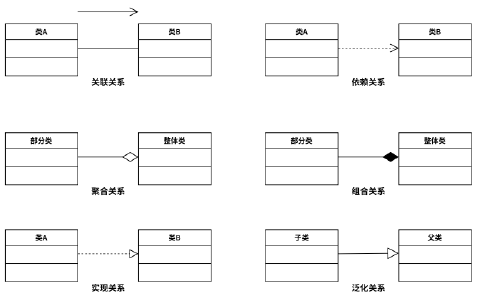 类A 类B
关联关系
类A 类B
依赖关系
部分类 整体类
聚合关系
部分类 整体类
组合关系
类A 类B
实现关系
子类 父类
泛化关系